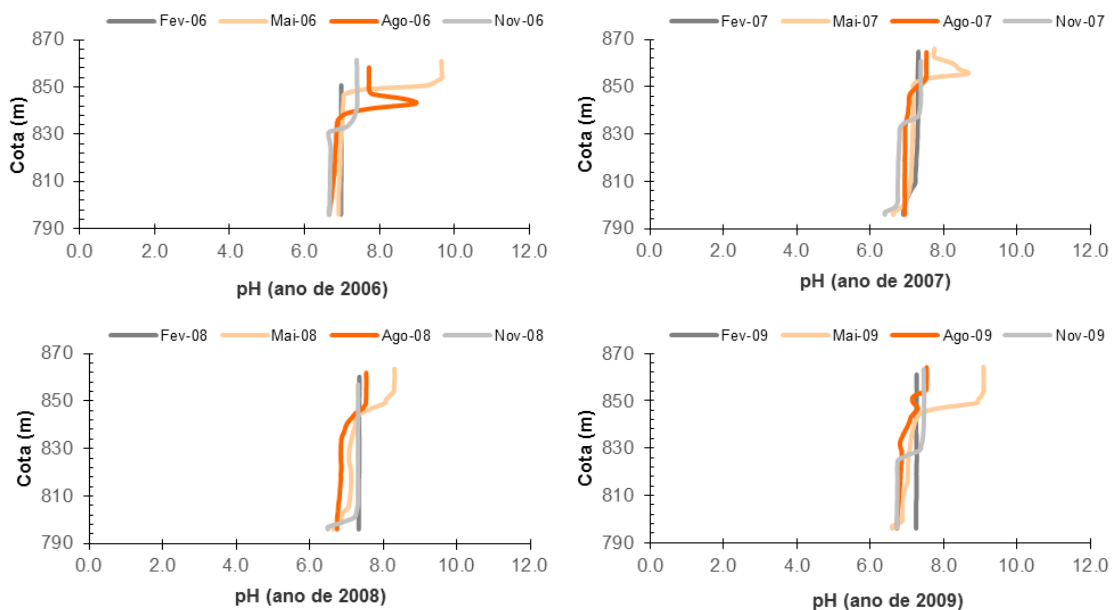 Fev-06 Mai-06 Ago-06 Nov-06
870
850
830
810
790
Cota (m)
0.0 2.0 4.0 6.0 8.0 10.0 12.0
pH (ano de 2006)
Fev-07 Mai-07 Ago-07 Nov-07
870
850
830
810
790
Cota (m)
0.0 2.0 4.0 6.0 8.0 10.0 12.0
pH (ano de 2007)
Fev-08 Mai-08 Ago-08 Nov-08
870
850
830
810
790
Cota (m)
0.0 2.0 4.0 6.0 8.0 10.0 12.0
pH (ano de 2008)
Fev-09 Mai-09 Ago-09 Nov-09
870
850
830
810
790
Cota (m)
0.0 2.0 4.0 6.0 8.0 10.0 12.0
pH (ano de 2009)